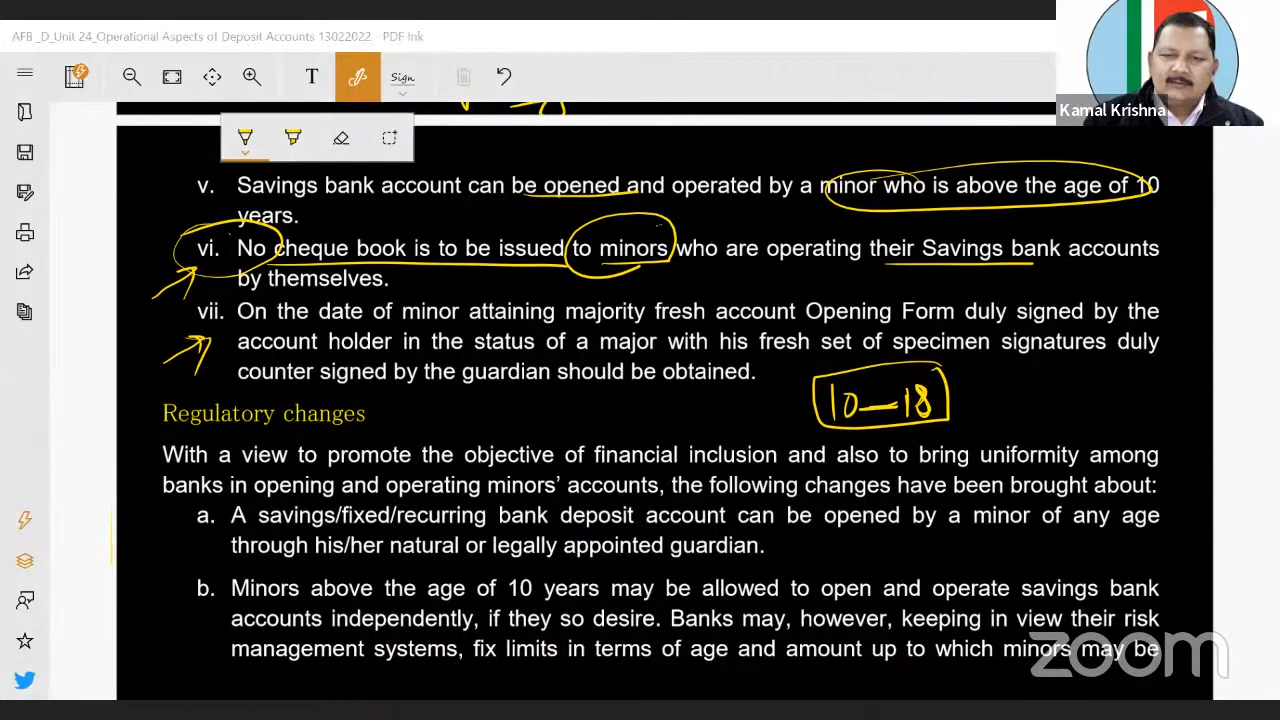 AFB _D_Unit 24_Operational Aspects of Deposit Accounts 13022022. - PDF Ink
T
Sign
Kamal Krishna
v. Savings bank account can be opened and operated by a minor who is above the age of 10
years.
vi. No cheque book is to be issued to minors who are operating their Savings bank accounts
by themselves.
vii. On the date of minor attaining majority fresh account Opening Form duly signed by the
account holder in the status of a major with his fresh set of specimen signatures duly
counter signed by the guardian should be obtained.
10-18
Regulatory changes
With a view to promote the objective of financial inclusion and also to bring uniformity among
banks in opening and operating minors’ accounts, the following changes have been brought about:
a. A savings/fixed/recurring bank deposit account can be opened by a minor of any age
through his/her natural or legally appointed guardian.
b. Minors above the age of 10 years may be allowed to open and operate savings bank
accounts independently, if they so desire. Banks may, however, keeping in view their risk
management systems, fix limits in terms of age and amount up to which minors may be
zoom